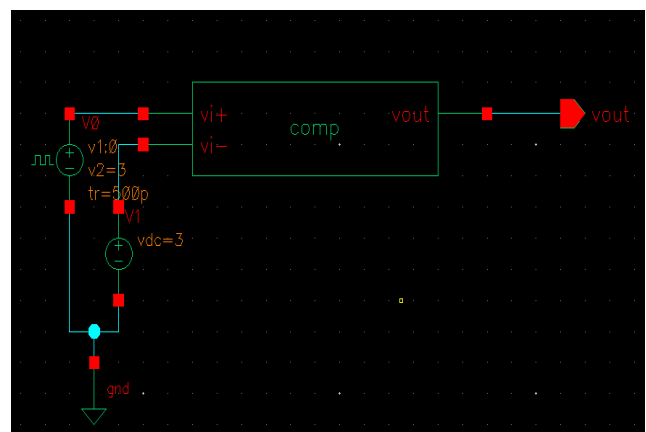 vi+
vout
vout
V0
comp
v1:0
vi-
v2=3
tr=500p
V1
vdc=3
gnd